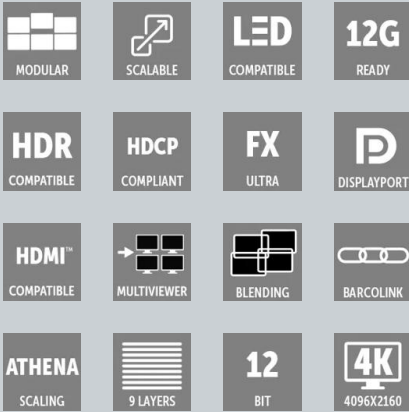 MODULAR
SCALABLE
LED
COMPATIBLE
12G
READY
HDR
COMPATIBLE
HDCP
COMPLIANT
FX
ULTRA
DISPLAYPORT
HDMI™
COMPATIBLE
MULTIVIEWER
BLENDING
BARCOLINK
ATHENA
SCALING
9 LAYERS
12
BIT
4K
4096X2160